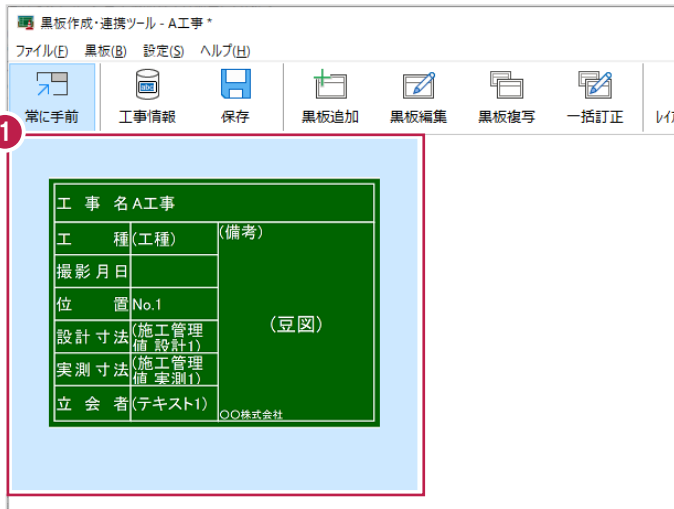 黒板作成・連携ツール - A工事 *
ファイル(F) 黒板(B) 設定(S) ヘルプ(H)
常に手前 工事情報 保存 黒板追加 黒板編集 黒板複写 一括訂正
1
工事名 A工事
工種 (工種)
(備考)
撮影月日
位置 No.1
(豆図)
設計寸法 (施工管理
値 設計1)
実測寸法 (施工管理
値 実測1)
立会者 (テキスト1)
〇〇株式会社